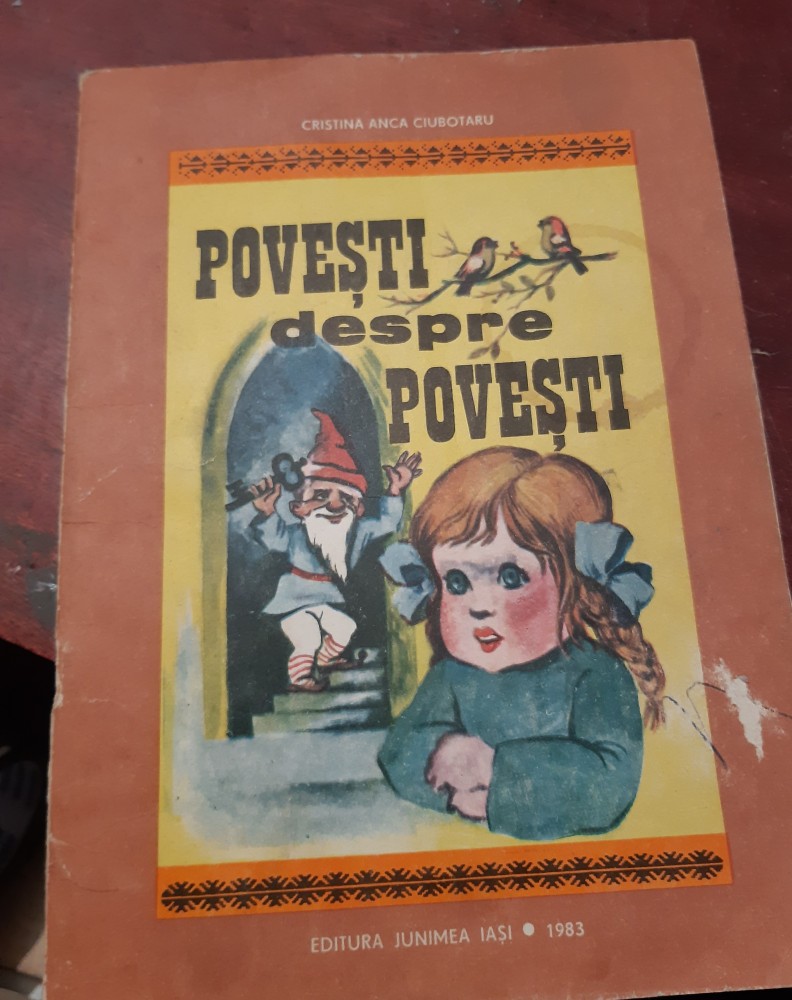 CRISTINA ANCA CIUBOTARU
POVEȘTI
despre
POVEȘTI
EDITURA JUNIMEA IAȘI • 1983